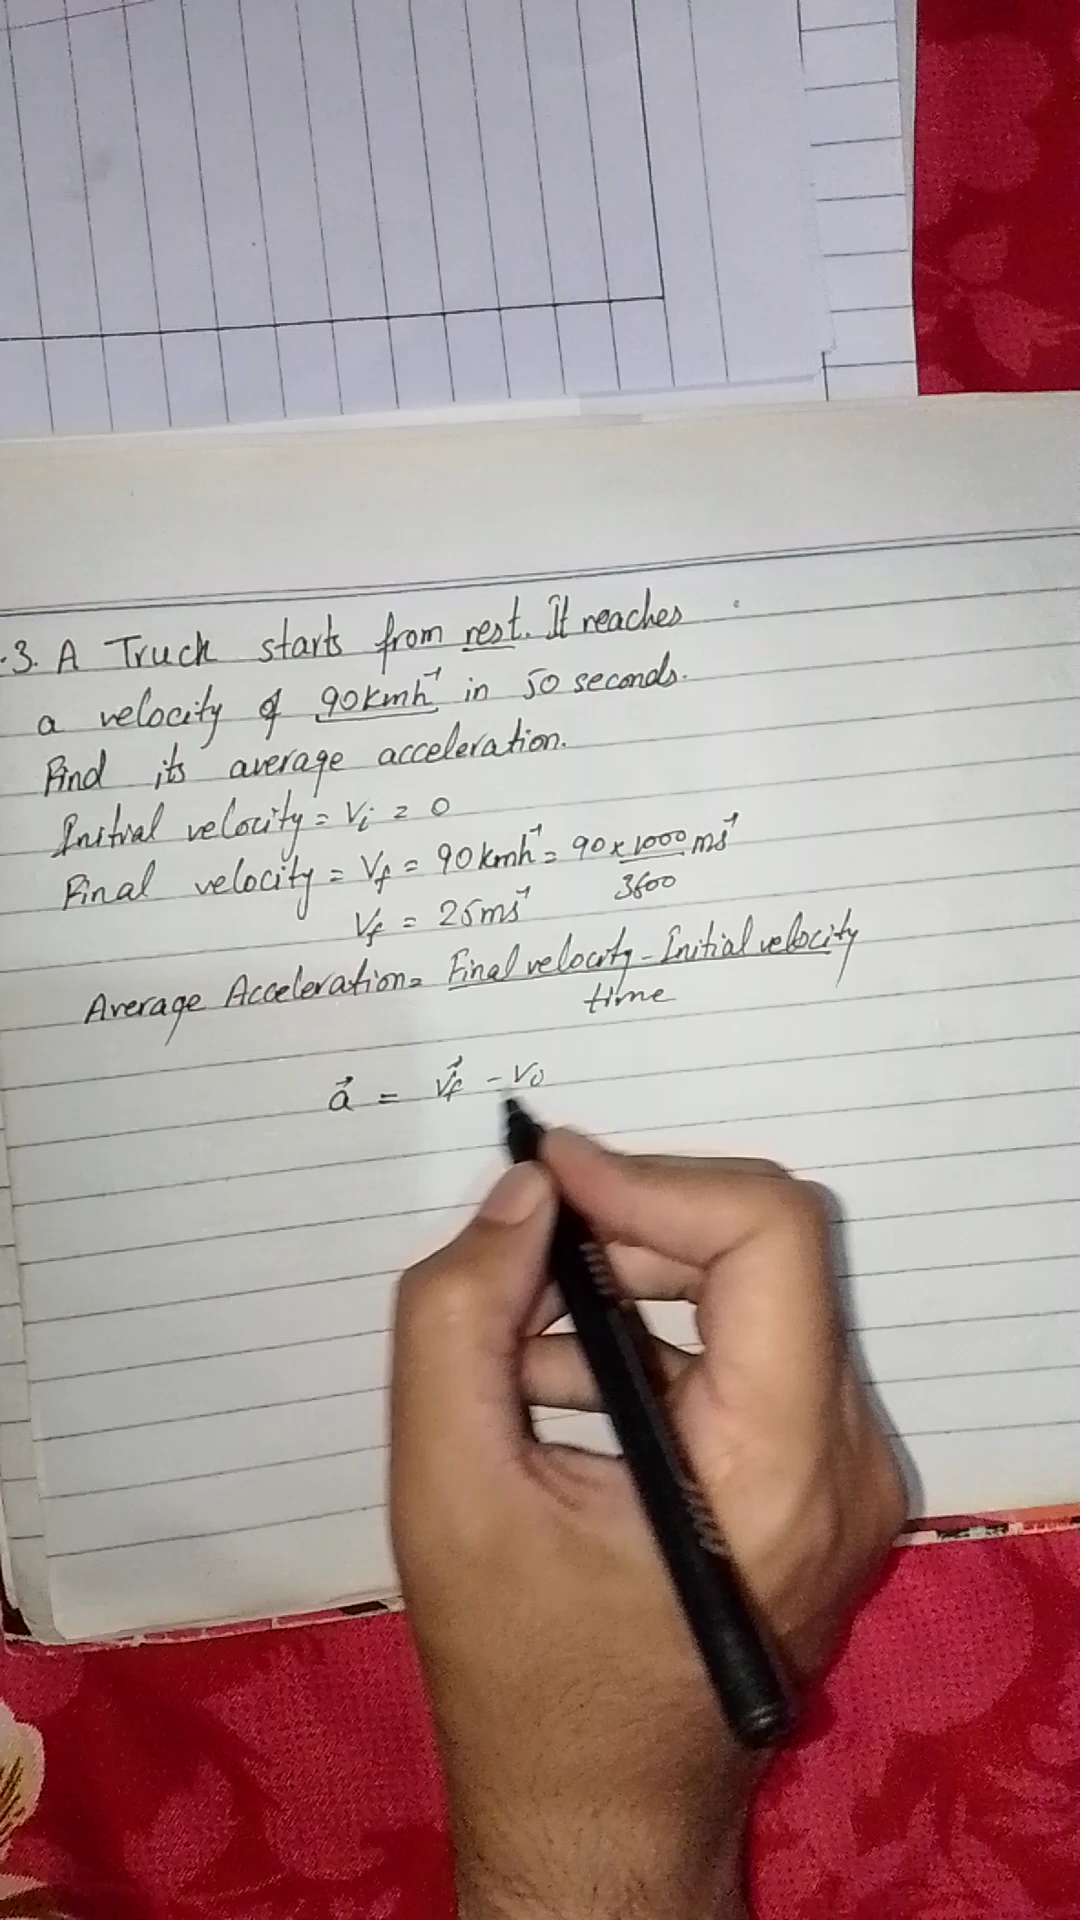 .3. A Truck starts from rest. It reaches
a velocity of 90kmh⁻¹ in 50 seconds.
Find its average acceleration.
Initial velocity = Vi = 0
Final velocity = Vf = 90kmh⁻¹ = 90 x 1000 ms⁻¹
3600
Vf = 25ms⁻¹
Average Acceleration = Final velocity - Initial velocity
time
a⃗ = v⃗f - v0